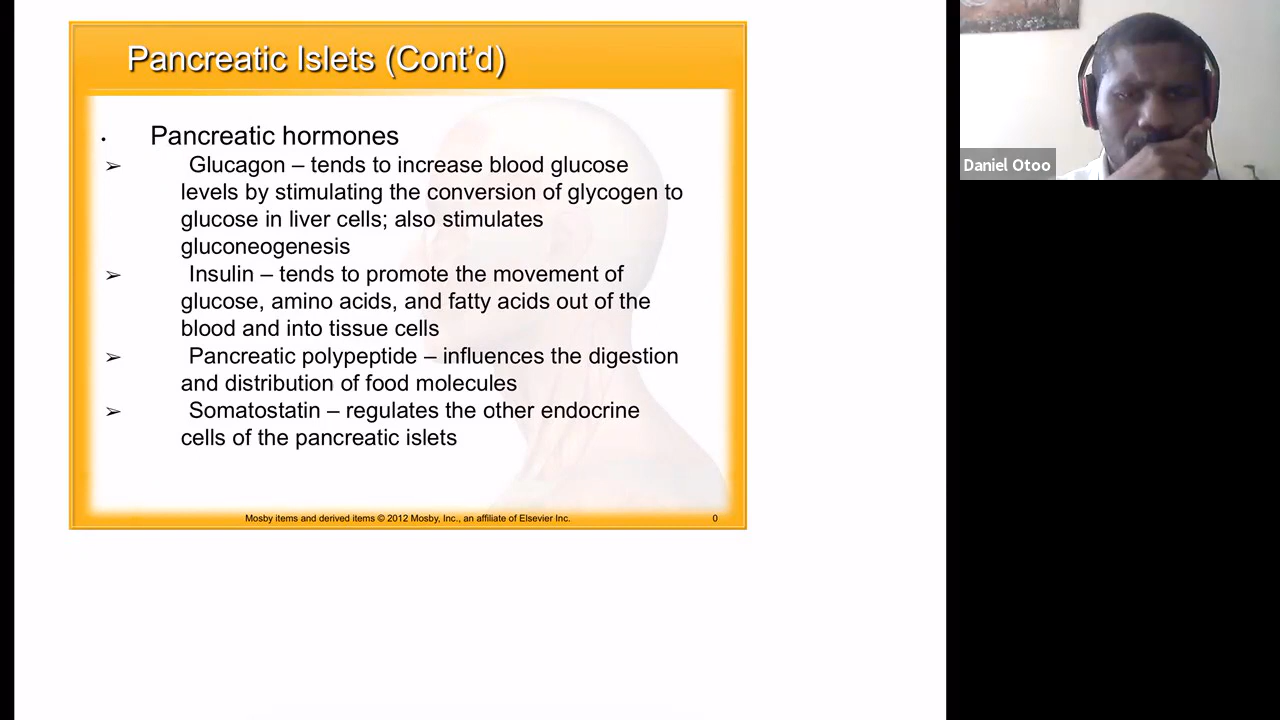 Pancreatic Islets (Cont’d)
• Pancreatic hormones
➢ Glucagon – tends to increase blood glucose
levels by stimulating the conversion of glycogen to
glucose in liver cells; also stimulates
gluconeogenesis
➢ Insulin – tends to promote the movement of
glucose, amino acids, and fatty acids out of the
blood and into tissue cells
➢ Pancreatic polypeptide – influences the digestion
and distribution of food molecules
➢ Somatostatin – regulates the other endocrine
cells of the pancreatic islets
Mosby items and derived items © 2012 Mosby, Inc., an affiliate of Elsevier Inc. 0
Daniel Otoo